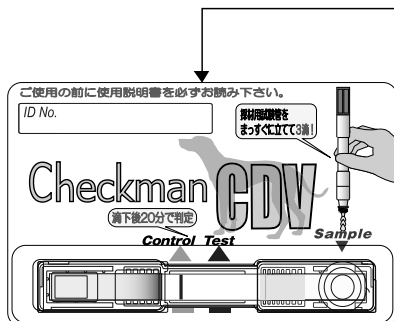 ご使用の前に使用説明書を必ずお読み下さい。
ID No.
採材用試験管を
まっすぐに立てて3滴！
Checkman CDV
滴下後20分で判定
Control Test
Sample